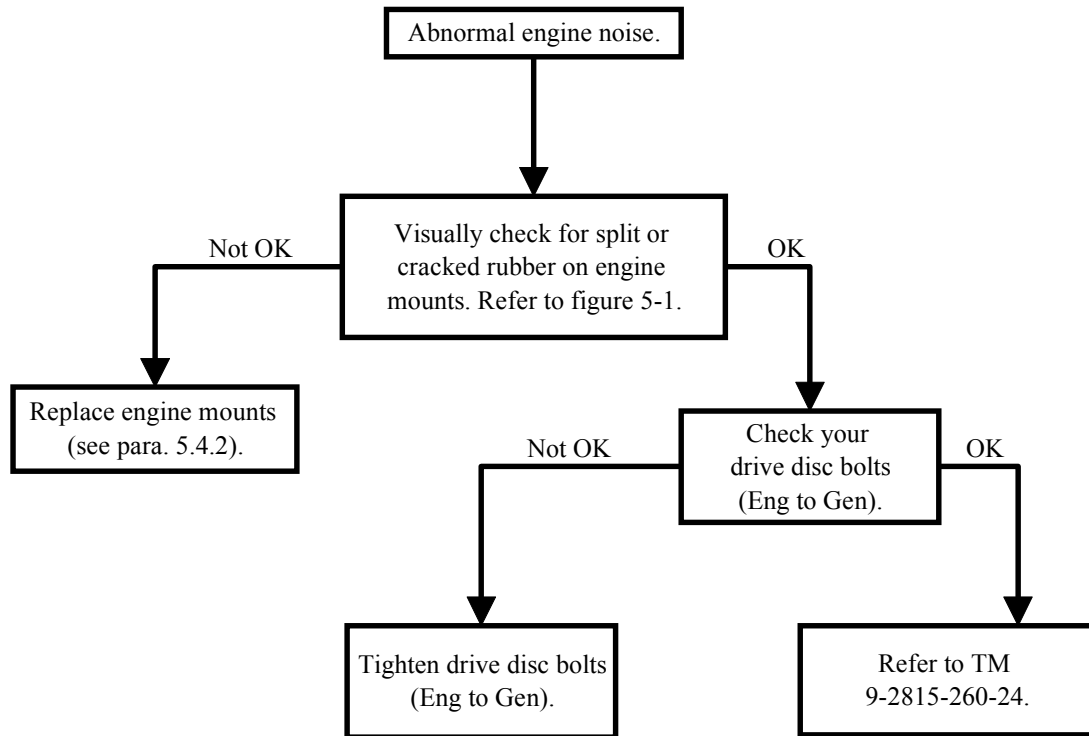 Abnormal engine noise.
Not OK
Visually check for split or
cracked rubber on engine
mounts. Refer to figure 5-1.
OK
Replace engine mounts
(see para. 5.4.2).
Not OK
Check your
drive disc bolts
(Eng to Gen).
OK
Tighten drive disc bolts
(Eng to Gen).
Refer to TM
9-2815-260-24.